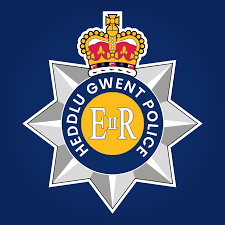 HEDDLU GWENT POLICE
EIIR